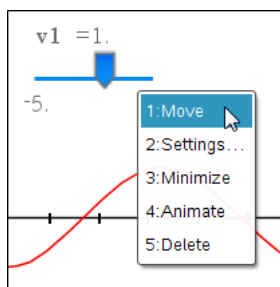 v1 =1.
-5.
1:Move
2:Settings...
3:Minimize
4:Animate
5:Delete